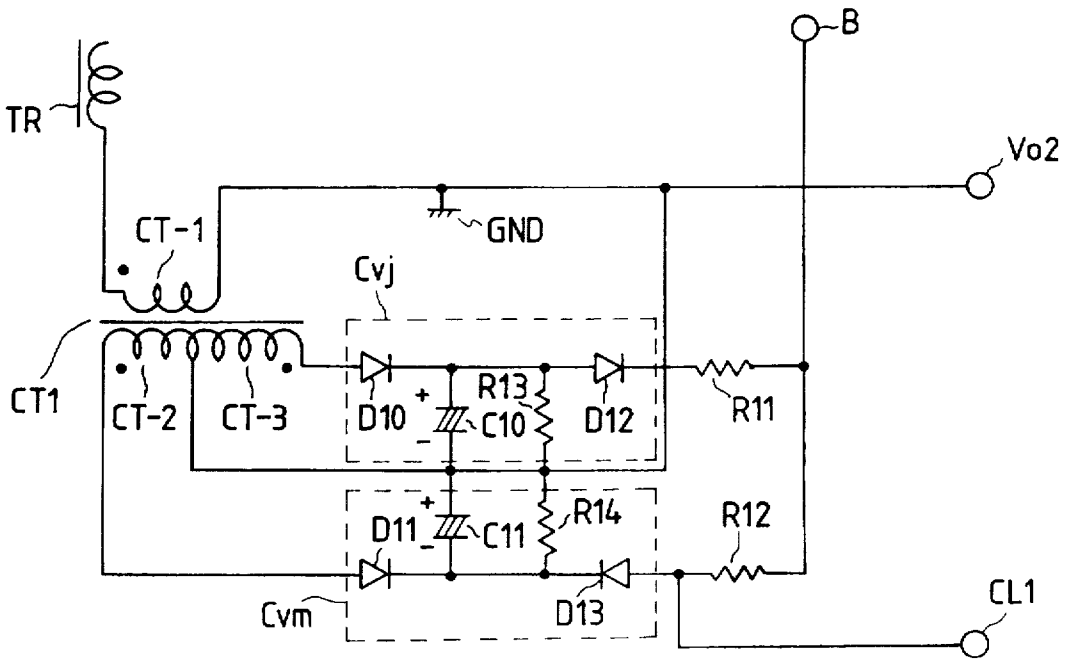 B
TR
Vo2
GND
CT-1
Cvj
CT1
CT-2
CT-3
+
-
D10
C10
R13
D12
R11
+
-
D11
C11
R14
R12
D13
Cvm
CL1